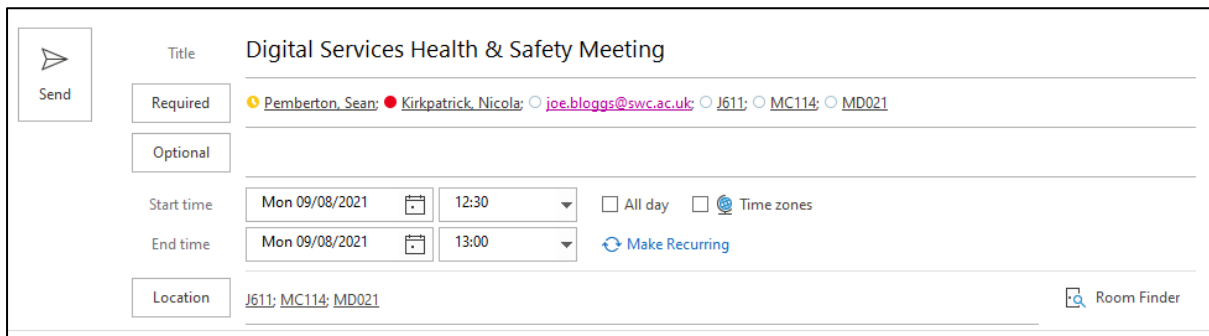 Send
Title Digital Services Health & Safety Meeting
Required Pemberton, Sean; Kirkpatrick, Nicola; joe.bloggs@swc.ac.uk; J611; MC114; MD021
Optional
Start time Mon 09/08/2021 12:30 All day Time zones
End time Mon 09/08/2021 13:00 Make Recurring
Location J611; MC114; MD021 Room Finder